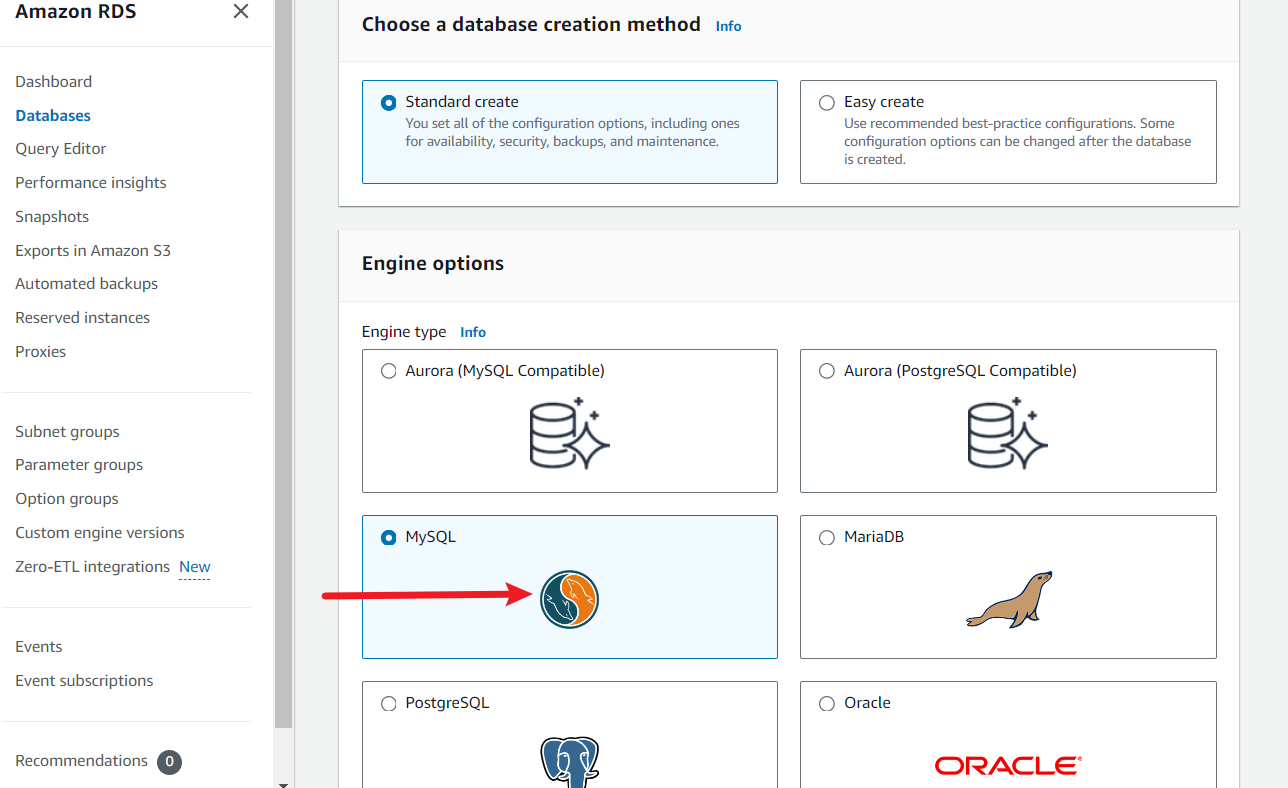 Amazon RDS
Dashboard
Databases
Query Editor
Performance insights
Snapshots
Exports in Amazon S3
Automated backups
Reserved instances
Proxies
Subnet groups
Parameter groups
Option groups
Custom engine versions
Zero-ETL integrations New
Events
Event subscriptions
Recommendations 0
Choose a database creation method Info
Standard create
You set all of the configuration options, including ones
for availability, security, backups, and maintenance.
Easy create
Use recommended best-practice configurations. Some
configuration options can be changed after the database
is created.
Engine options
Engine type Info
Aurora (MySQL Compatible)
Aurora (PostgreSQL Compatible)
MySQL
MariaDB
PostgreSQL
Oracle
ORACLE